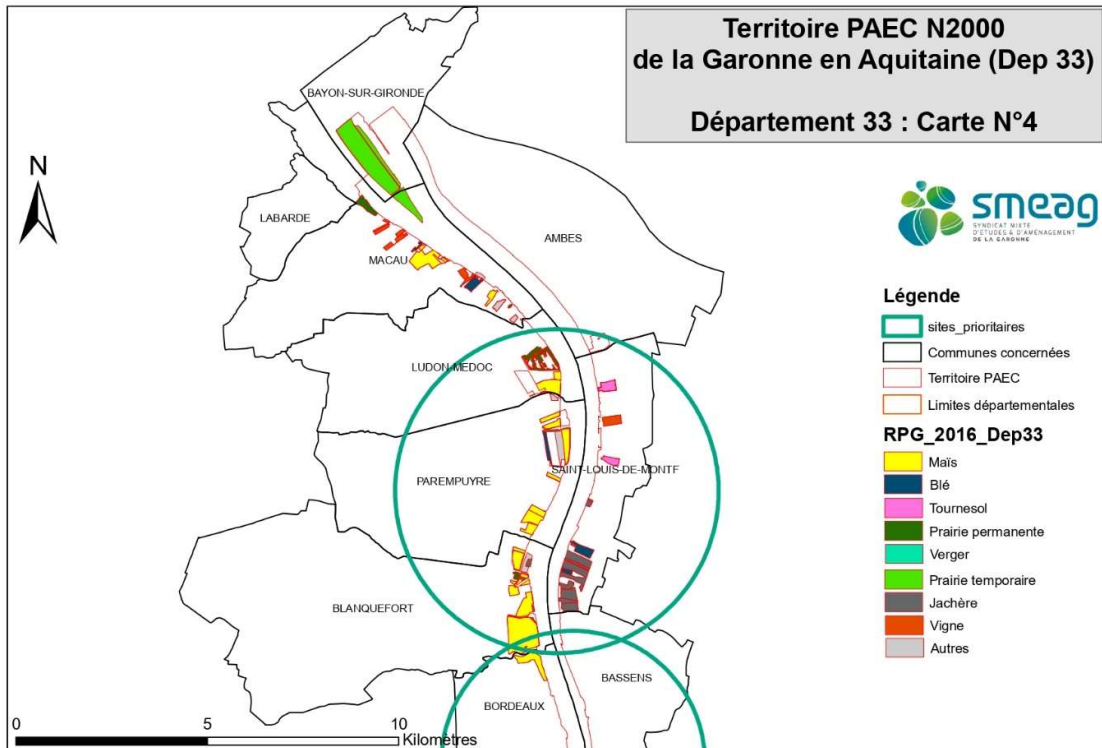 Territoire PAEC N2000
de la Garonne en Aquitaine (Dep 33)
Département 33 : Carte N°4
N
BAYON-SUR-GIRONDE
LABARDE
MACAU
AMBES
LUDON-MEDOC
PAREMPUYRE
SAINT-LOUIS-DE-MONTF
BLANQUEFORT
BASSENS
BORDEAUX
smeag
SYNDICAT MIXTE
D'ÉTUDES & D'AMÉNAGEMENT
DE LA GARONNE
Légende
sites_prioritaires
Communes concernées
Territoire PAEC
Limites départementales
RPG_2016_Dep33
Maïs
Blé
Tournesol
Prairie permanente
Verger
Prairie temporaire
Jachère
Vigne
Autres
0 5 10
Kilomètres